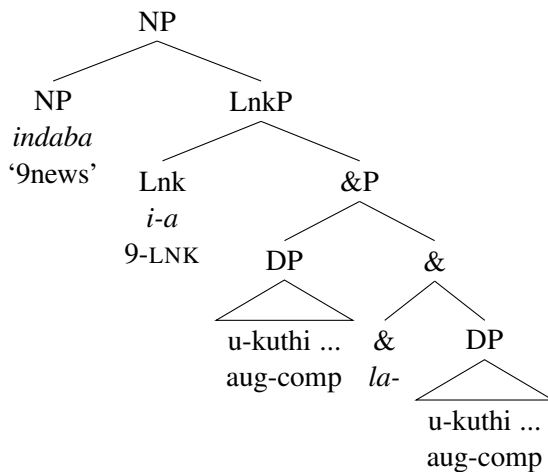 NP
NP LnkP
indaba
‘9news’ Lnk &P
i-a
9-LNK DP &
u-kuthi ... & DP
aug-comp la-
u-kuthi ...
aug-comp